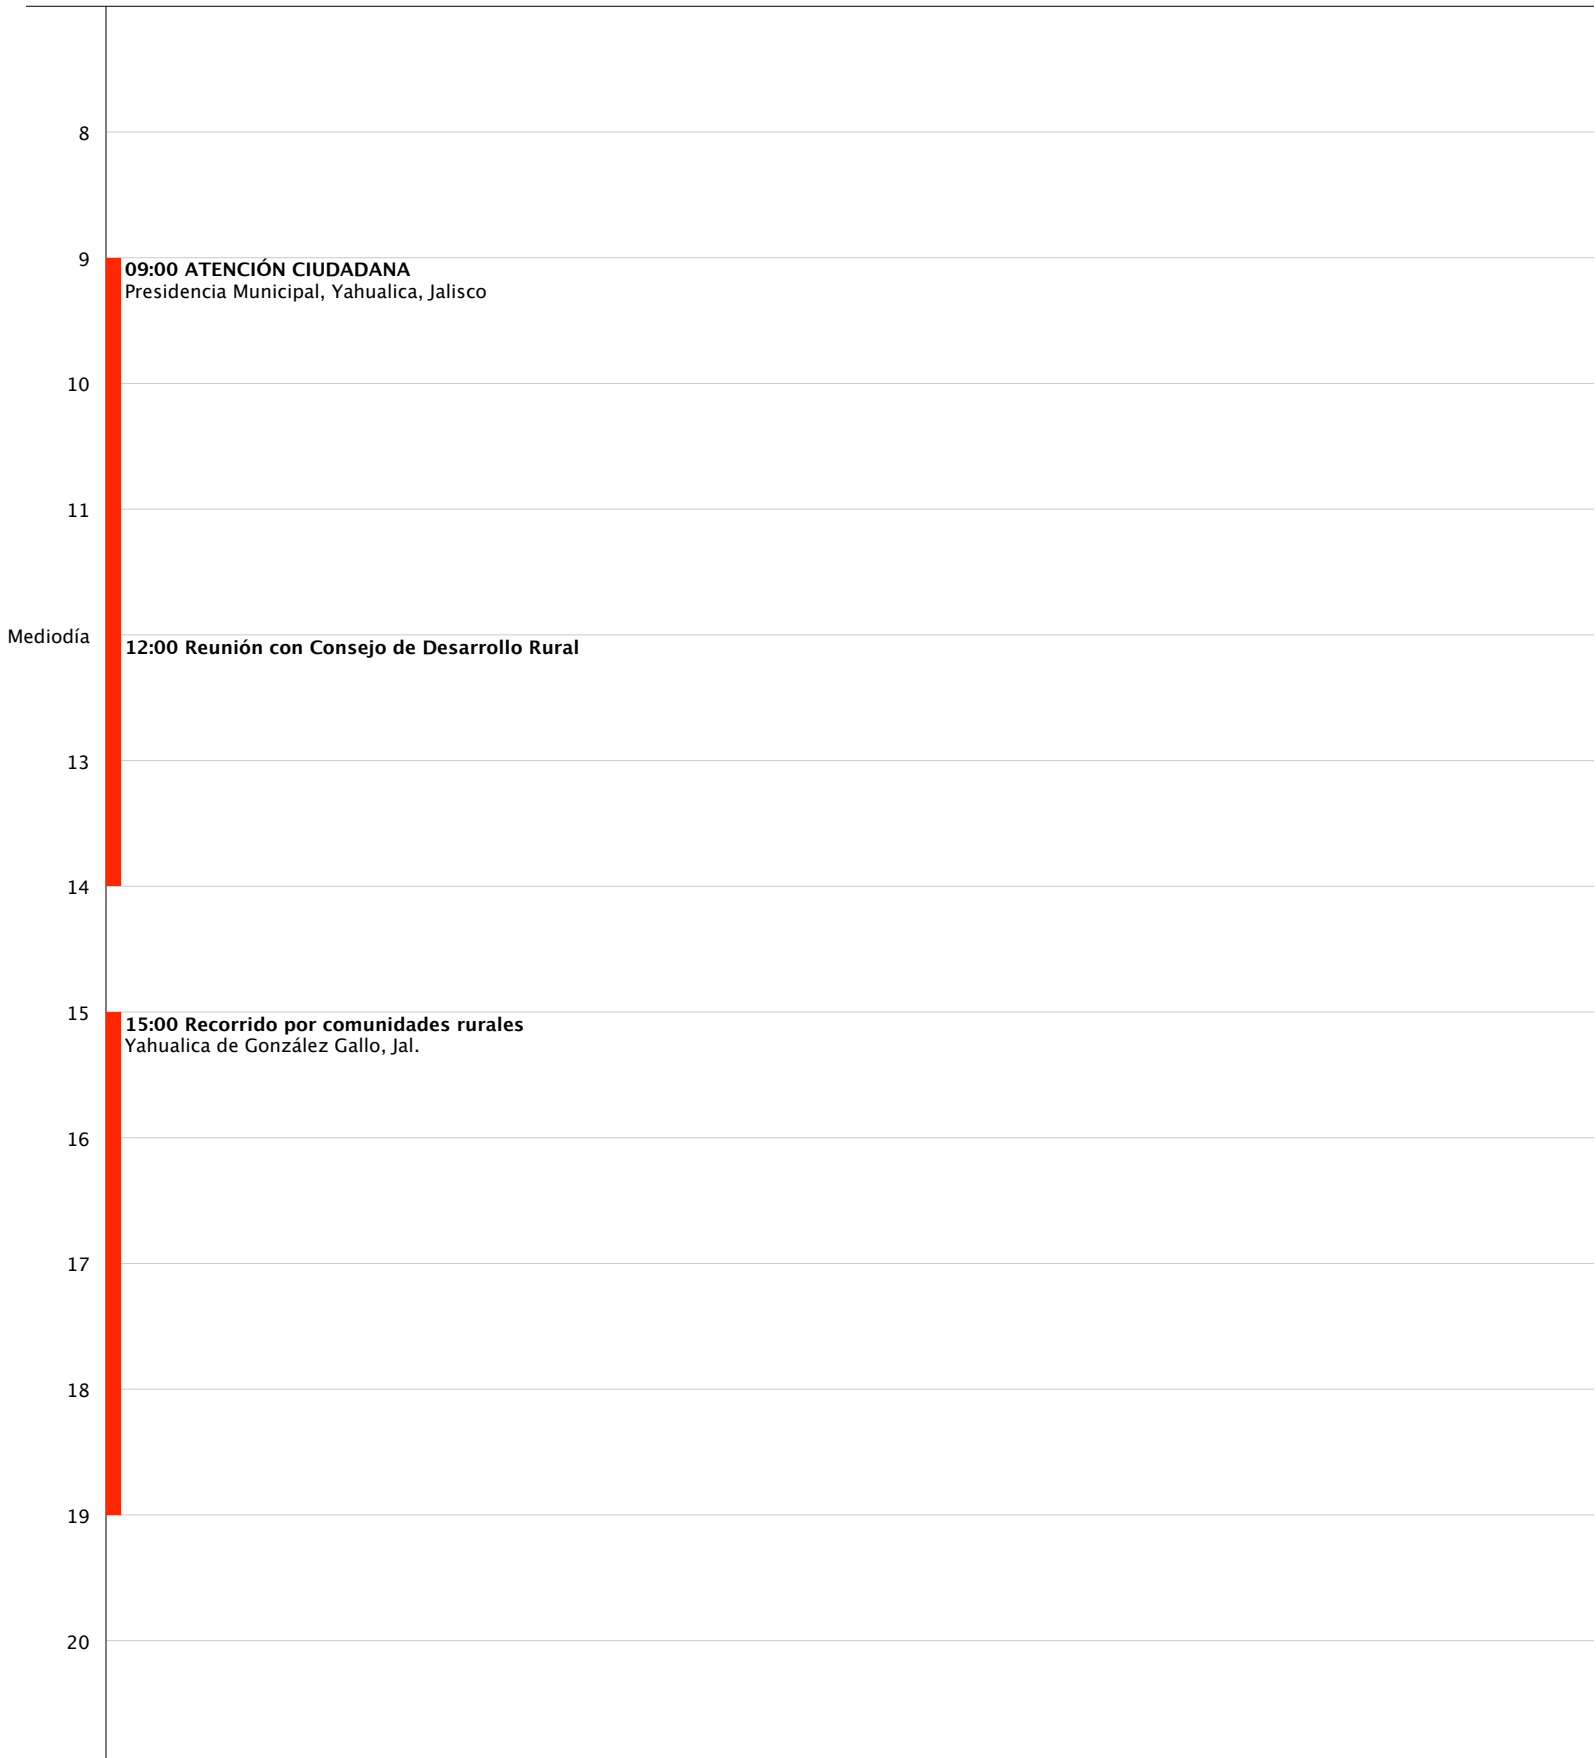 8
9
09:00 ATENCIÓN CIUDADANA
Presidencia Municipal, Yahualica, Jalisco
10
11
Mediodía
12:00 Reunión con Consejo de Desarrollo Rural
13
14
15
15:00 Recorrido por comunidades rurales
Yahualica de González Gallo, Jal.
16
17
18
19
20